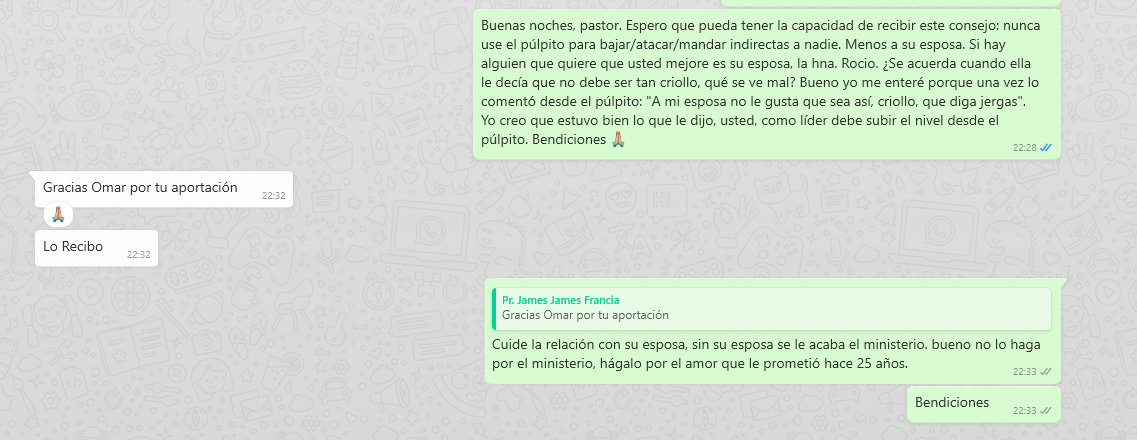 Buenas noches, pastor. Espero que pueda tener la capacidad de recibir este consejo: nunca
use el púlpito para bajar/atacar/mandar indirectas a nadie. Menos a su esposa. Si hay
alguien que quiere que usted mejore es su esposa, la hna. Rocio. ¿Se acuerda cuando ella
le decía que no debe ser tan criollo, qué se ve mal? Bueno yo me enteré porque una vez lo
comentó desde el púlpito: "A mi esposa no le gusta que sea así, criollo, que diga jergas".
Yo creo que estuvo bien lo que le dijo, usted, como líder debe subir el nivel desde el
púlpito. Bendiciones 🙏🏼
22:28
Gracias Omar por tu aportación
22:32
🙏🏼
Lo Recibo
22:32
Pr. James James Francia
Gracias Omar por tu aportación
Cuide la relación con su esposa, sin su esposa se le acaba el ministerio. bueno no lo haga
por el ministerio, hágalo por el amor que le prometió hace 25 años.
22:33
Bendiciones
22:33